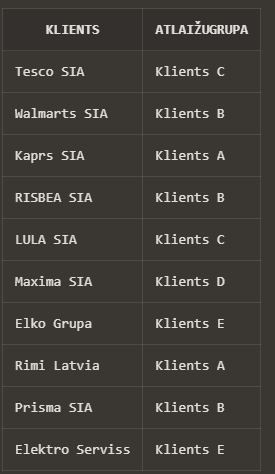 KLIENTS ATLAIŽUGRUPA
Tesco SIA Klients C
Walmarts SIA Klients B
Kaprs SIA Klients A
RISBEA SIA Klients B
LULA SIA Klients C
Maxima SIA Klients D
Elko Grupa Klients E
Rimi Latvia Klients A
Prisma SIA Klients B
Elektro Serviss Klients E